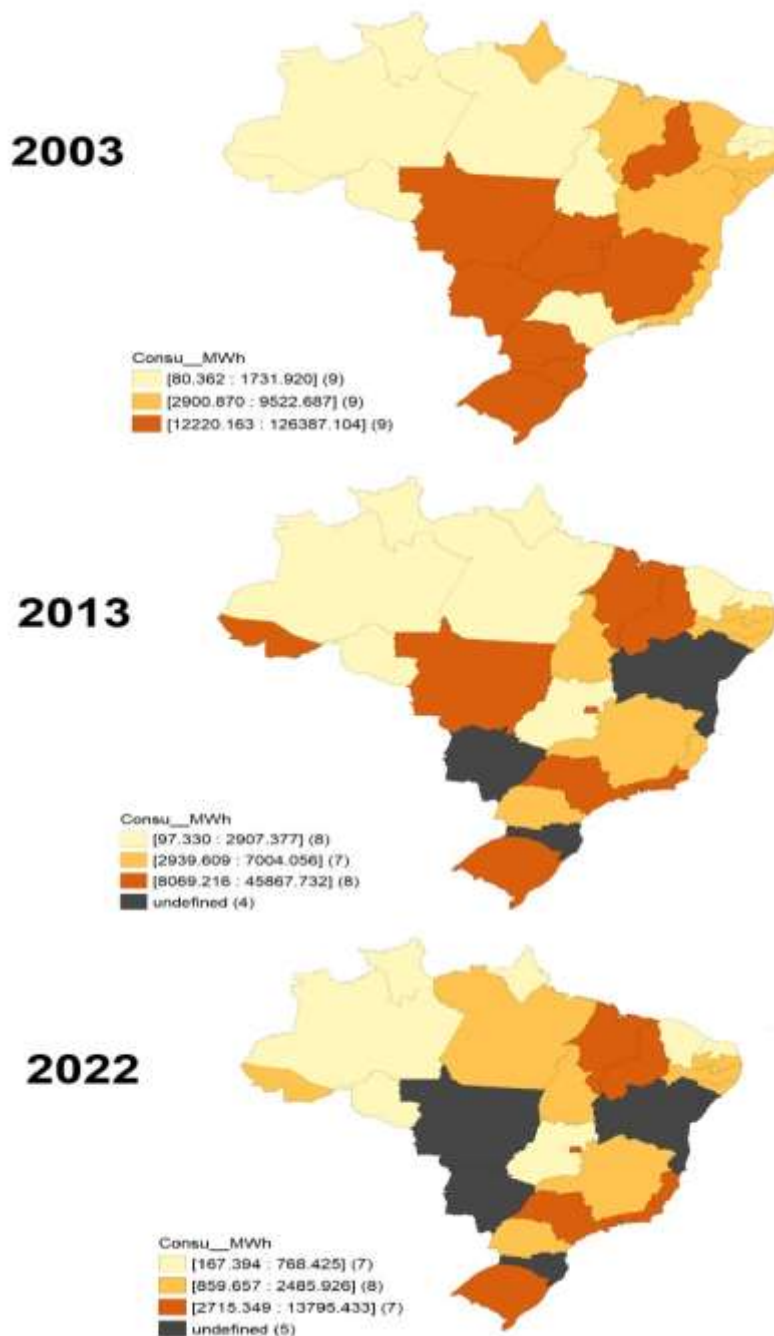 2003
Consu__MWh
[80.362 : 1731.920] (9)
[2900.870 : 9522.687] (9)
[12220.163 : 126387.104] (9)
2013
Consu__MWh
[97.330 : 2907.377] (8)
[2939.609 : 7004.056] (7)
[8069.216 : 45867.732] (8)
undefined (4)
2022
Consu__MWh
[167.394 : 768.425] (7)
[859.657 : 2485.926] (8)
[2715.349 : 13795.433] (7)
undefined (5)